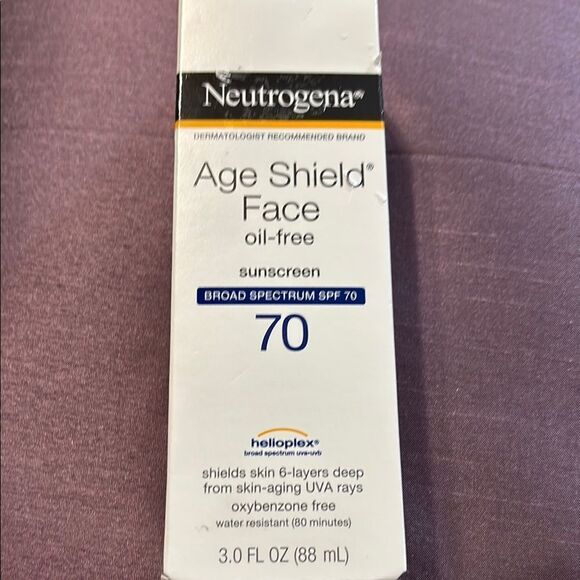 Neutrogena®
DERMATOLOGIST RECOMMENDED BRAND
Age Shield®
Face
oil-free
sunscreen
BROAD SPECTRUM SPF 70
70
helioplex®
broad spectrum uva•uvb
shields skin 6-layers deep
from skin-aging UVA rays
oxybenzone free
water resistant (80 minutes)
3.0 FL OZ (88 mL)